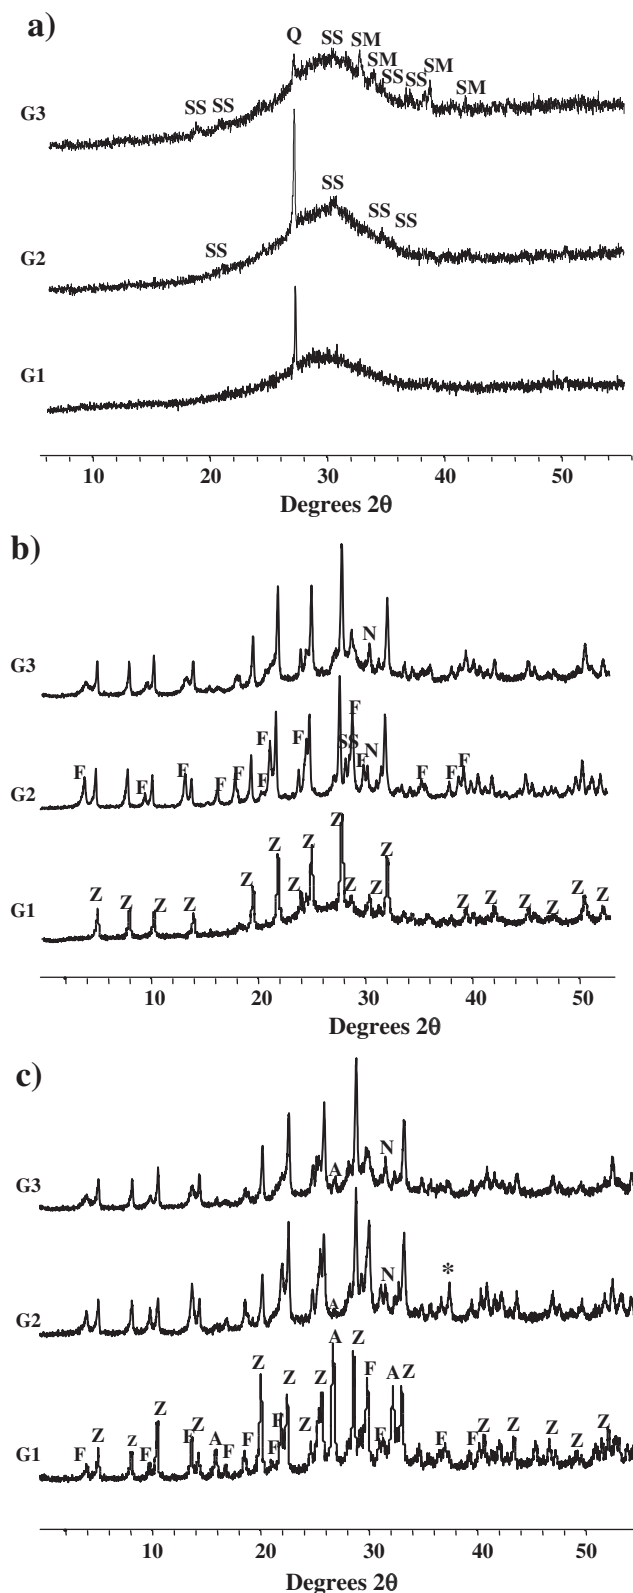 a)
Q SS SM
SM
SS SS SM
SS SS SM
G3
SS
SS SS
SS
G2
G1
10 20 30 40 50
Degrees 2θ
b)
N
G3
F
F F SS N
F F F F F F F F F
G2
Z
Z Z
Z Z Z Z Z Z Z Z Z Z Z Z Z
G1
10 20 30 40 50
Degrees 2θ
c)
N
A
G3
*
N
A
G2
A Z
Z Z Z F A Z
Z F Z F Z F Z Z
F Z z F A F F F F F Z Z Z
G1
10 20 30 40 50
Degrees 2θ